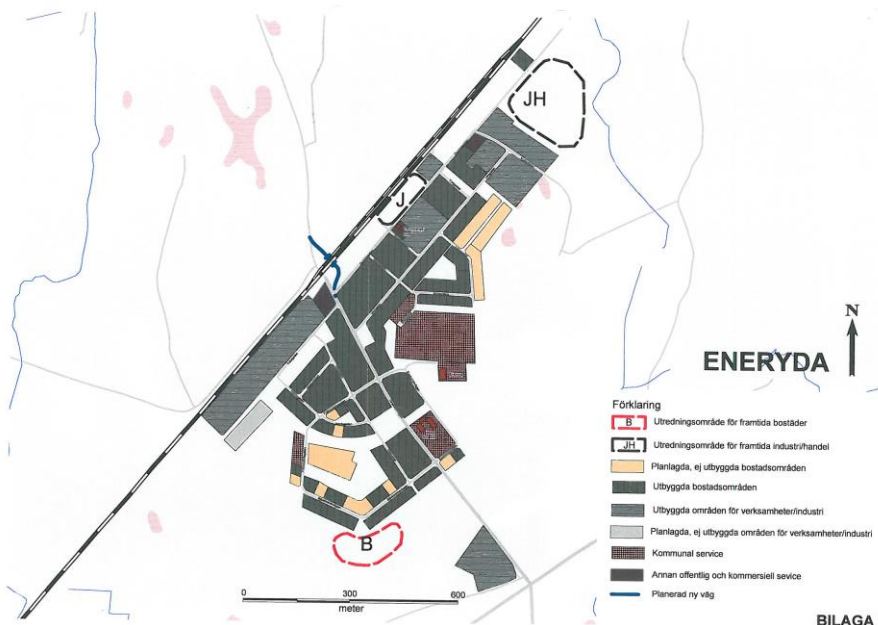 JH
J
N
ENERYDA
Förklaring
B Utredningsområde för framtida bostäder
JH Utredningsområde för framtida industri/handel
Planlagda, ej utbyggda bostadsområden
Utbyggda bostadsområden
Utbyggda områden för verksamheter/industri
Planlagda, ej utbyggda områden för verksamheter/industri
Kommunal service
Annan offentlig och kommersiell sevice
Planerad ny väg
B
0 300 600
meter
BILAGA